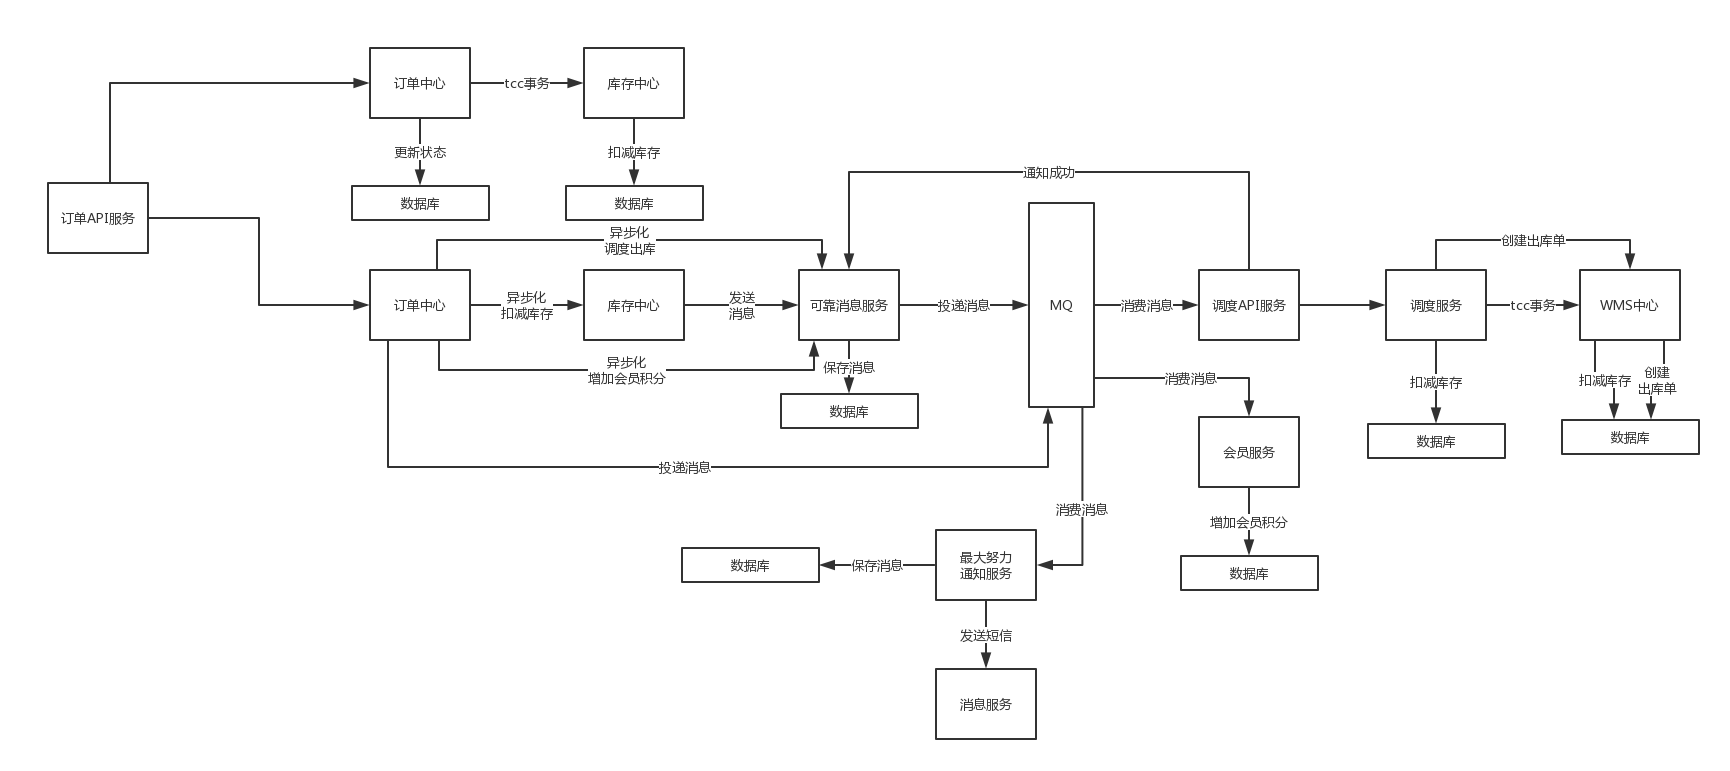 订单中心
tcc事务
库存中心
更新状态
扣减库存
数据库
数据库
订单API服务
通知成功
异步化
调度出库
创建出库单
订单中心
异步化
扣减库存
库存中心
发送
消息
可靠消息服务
投递消息
MQ
消费消息
调度API服务
调度服务
tcc事务
WMS中心
异步化
增加会员积分
保存消息
消费消息
扣减库存
扣减库存
创建
出库单
数据库
数据库
数据库
会员服务
投递消息
消费消息
增加会员积分
数据库
保存消息
最大努力
通知服务
数据库
发送短信
消息服务